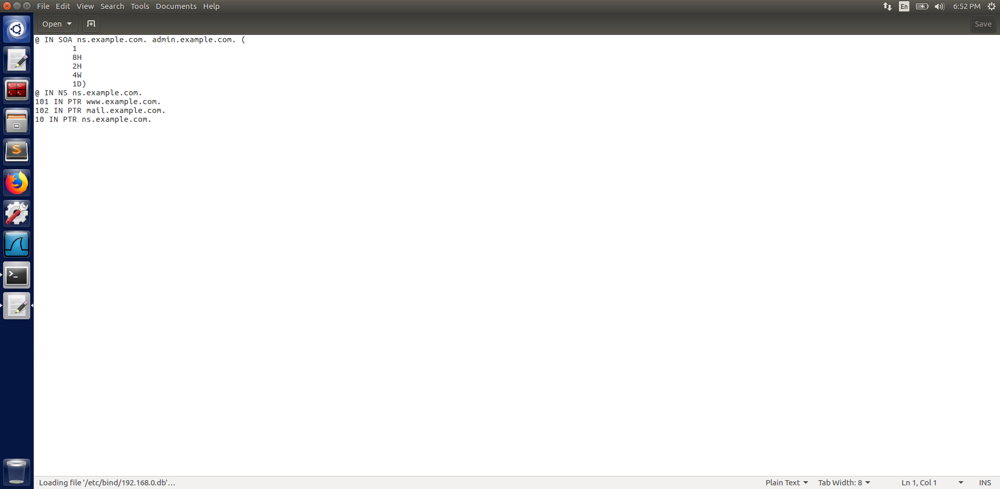 File Edit View Search Tools Documents Help En 6:52 PM
Open Save
@ IN SOA ns.example.com. admin.example.com. (
1
8H
2H
4W
1D)
@ IN NS ns.example.com.
101 IN PTR www.example.com.
102 IN PTR mail.example.com.
10 IN PTR ns.example.com.
Loading file '/etc/bind/192.168.0.db'… Plain Text Tab Width: 8 Ln 1, Col 1 INS